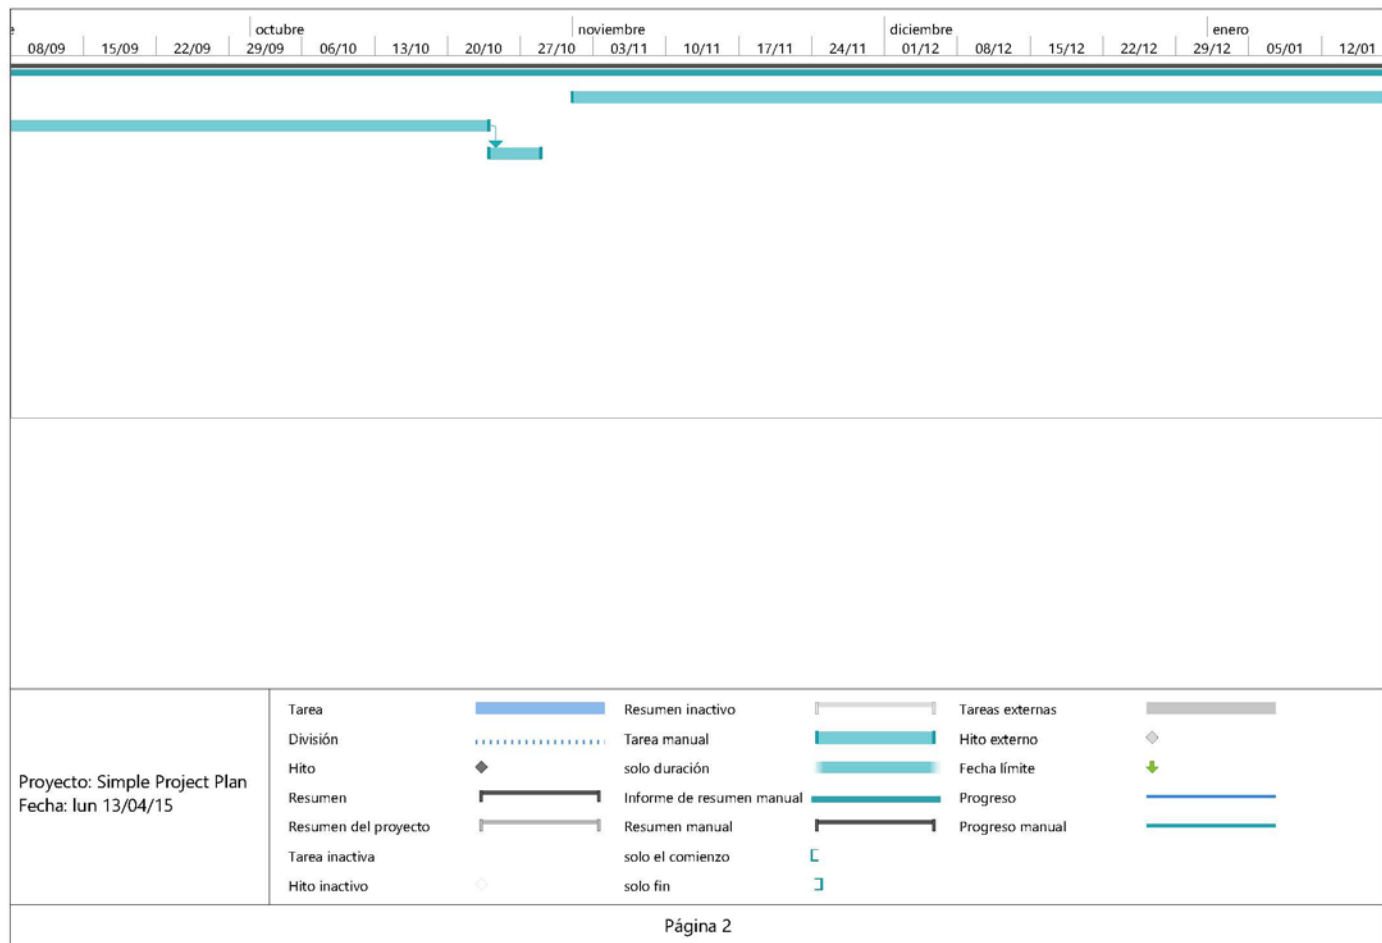 e octubre noviembre diciembre enero
08/09 15/09 22/09 29/09 06/10 13/10 20/10 27/10 03/11 10/11 17/11 24/11 01/12 08/12 15/12 22/12 29/12 05/01 12/01
Proyecto: Simple Project Plan
Fecha: lun 13/04/15
Tarea
División
Hito
Resumen
Resumen del proyecto
Tarea inactiva
Hito inactivo
Resumen inactivo
Tarea manual
solo duración
Informe de resumen manual
Resumen manual
solo el comienzo
solo fin
Tareas externas
Hito externo
Fecha límite
Progreso
Progreso manual
Página 2